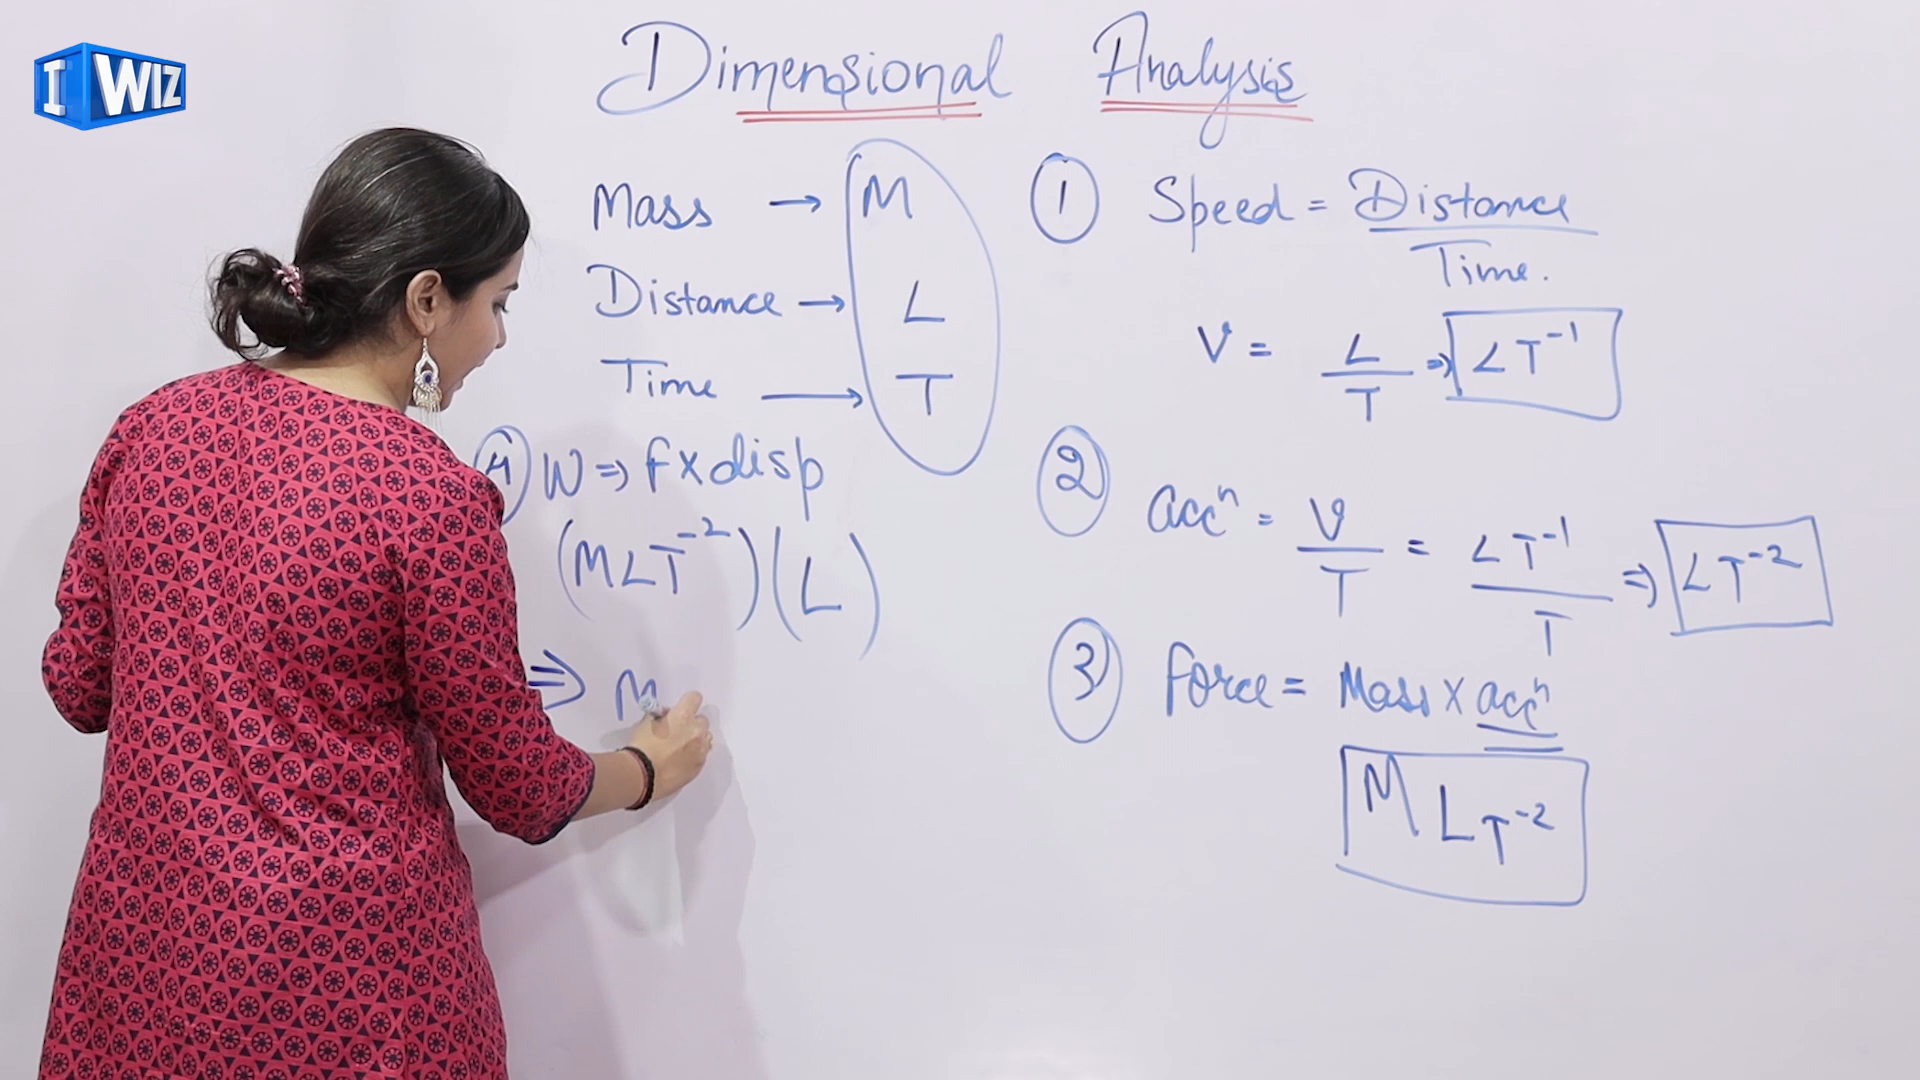 I WIZ
Dimensional Analysis
Mass → M
Distance → L
Time → T
④ W ⇒ F x disp
(MLT⁻²)(L)
⇒ M
① Speed = Distance
Time.
V = L/T ⇒ LT⁻¹
② accⁿ = V/T = LT⁻¹/T ⇒ LT⁻²
③ Force = Mass x accⁿ
MLT⁻²